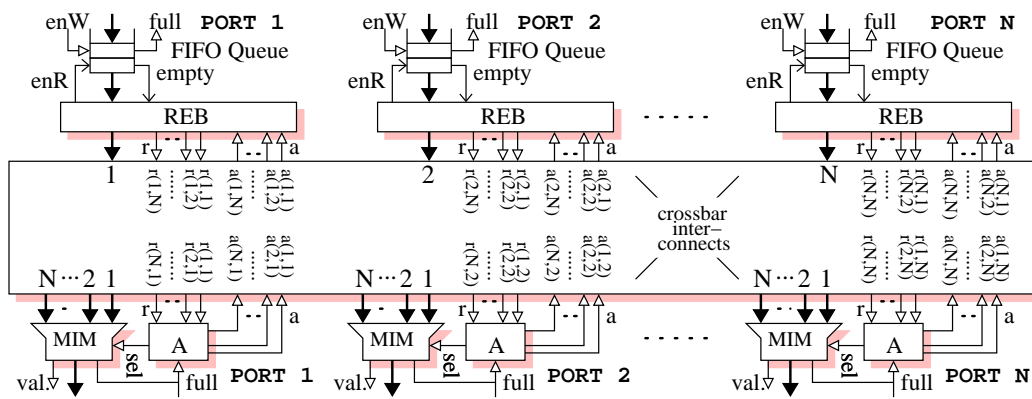 enW full PORT 1 enW full PORT 2 enW full PORT N
FIFO Queue FIFO Queue FIFO Queue
enR empty enR empty enR empty
REB REB ..... REB
r .. .. a r .. .. a r .. .. a
1 2 N
r(1,N) ..... r(1,2) r(1,1) a(1,N) ..... a(1,2) a(1,1)
r(2,N) ..... r(2,2) r(2,1) a(2,N) ..... a(2,2) a(2,1)
r(N,N) ..... r(N,2) r(N,1) a(N,N) ..... a(N,2) a(N,1)
crossbar
inter-
connects
r(N,1) ..... r(2,1) r(1,1) a(N,1) ..... a(2,1) a(1,1)
r(N,2) ..... r(2,2) r(1,2) a(N,2) ..... a(2,2) a(1,2)
r(N,N) ..... r(2,N) r(1,N) a(N,N) ..... a(2,N) a(1,N)
N ... 2 1 N ... 2 1 N ... 2 1
r .. .. a r .. .. a r .. .. a
MIM A MIM A ..... MIM A
sel sel sel
val. full PORT 1 val. full PORT 2 val. full PORT N